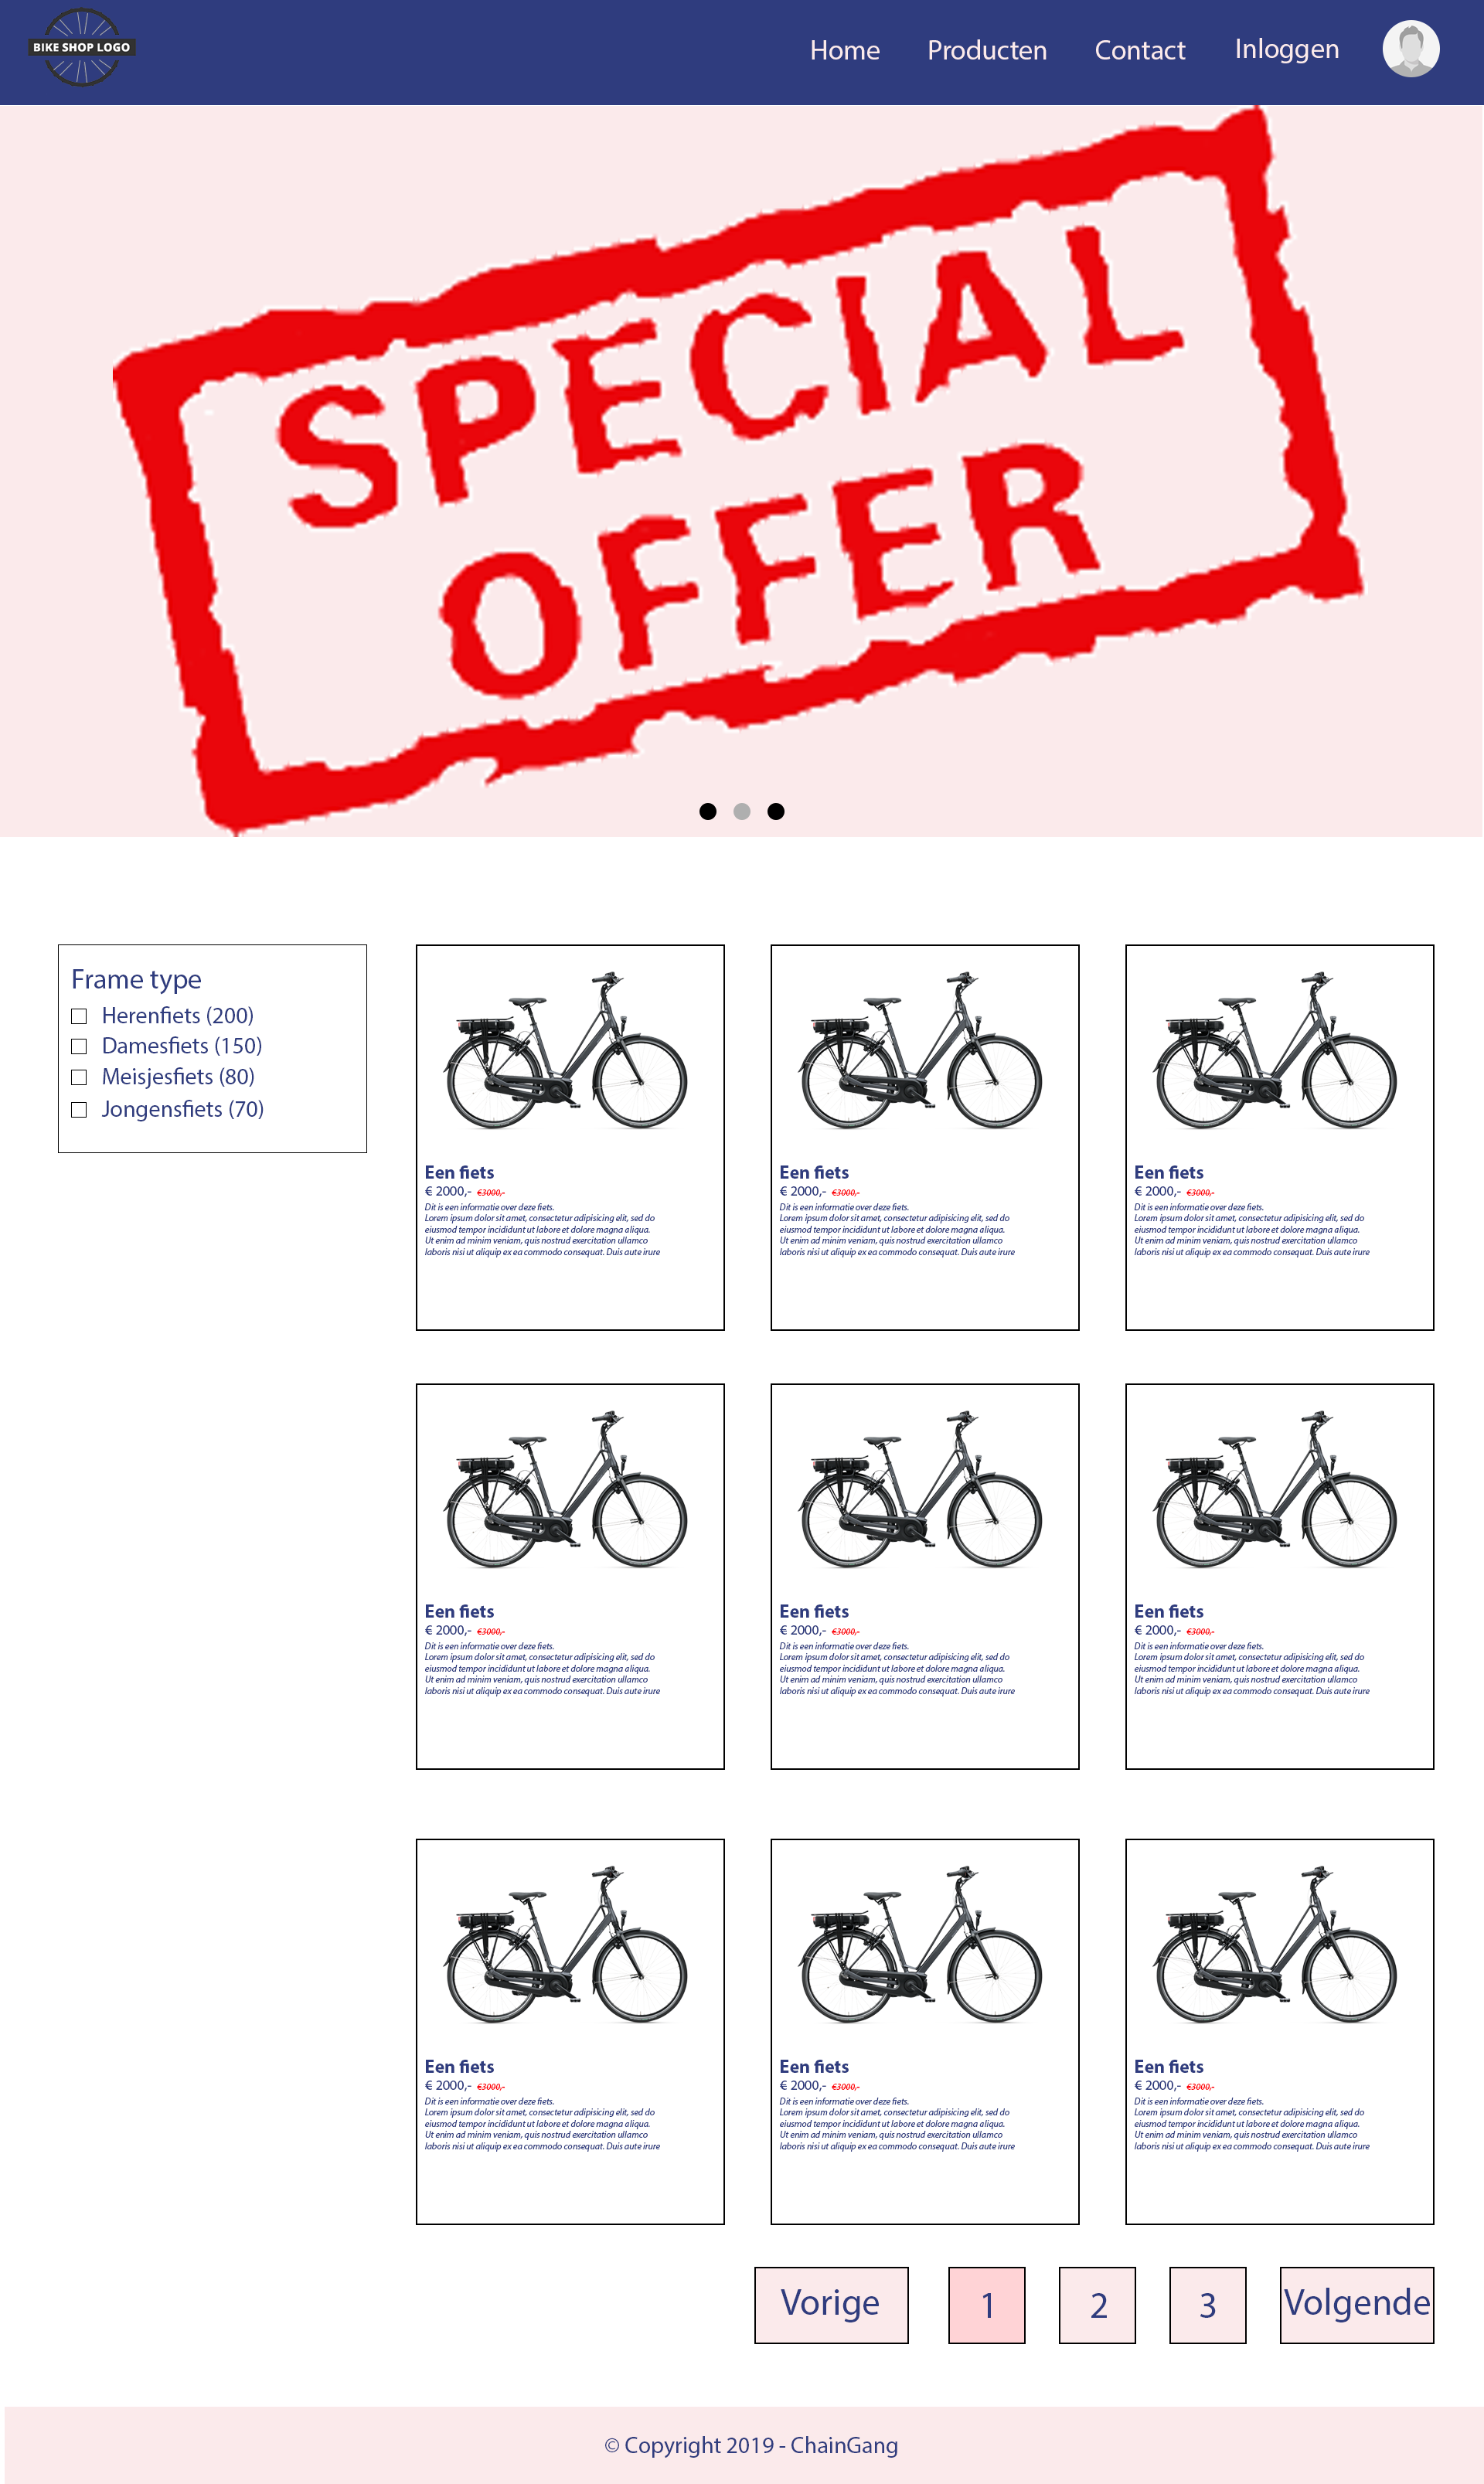 BIKE SHOP LOGO
Home Producten Contact Inloggen
SPECIAL
OFFER
Frame type
Herenfiets (200)
Damesfiets (150)
Meisjesfiets (80)
Jongensfiets (70)
Een fiets
€ 2000,- €3000,-
Dit is een informatie over deze fiets.
Lorem ipsum dolor sit amet, consectetur adipisicing elit, sed do
eiusmod tempor incididunt ut labore et dolore magna aliqua.
Ut enim ad minim veniam, quis nostrud exercitation ullamco
laboris nisi ut aliquip ex ea commodo consequat. Duis aute irure
Een fiets
€ 2000,- €3000,-
Dit is een informatie over deze fiets.
Lorem ipsum dolor sit amet, consectetur adipisicing elit, sed do
eiusmod tempor incididunt ut labore et dolore magna aliqua.
Ut enim ad minim veniam, quis nostrud exercitation ullamco
laboris nisi ut aliquip ex ea commodo consequat. Duis aute irure
Een fiets
€ 2000,- €3000,-
Dit is een informatie over deze fiets.
Lorem ipsum dolor sit amet, consectetur adipisicing elit, sed do
eiusmod tempor incididunt ut labore et dolore magna aliqua.
Ut enim ad minim veniam, quis nostrud exercitation ullamco
laboris nisi ut aliquip ex ea commodo consequat. Duis aute irure
Een fiets
€ 2000,- €3000,-
Dit is een informatie over deze fiets.
Lorem ipsum dolor sit amet, consectetur adipisicing elit, sed do
eiusmod tempor incididunt ut labore et dolore magna aliqua.
Ut enim ad minim veniam, quis nostrud exercitation ullamco
laboris nisi ut aliquip ex ea commodo consequat. Duis aute irure
Een fiets
€ 2000,- €3000,-
Dit is een informatie over deze fiets.
Lorem ipsum dolor sit amet, consectetur adipisicing elit, sed do
eiusmod tempor incididunt ut labore et dolore magna aliqua.
Ut enim ad minim veniam, quis nostrud exercitation ullamco
laboris nisi ut aliquip ex ea commodo consequat. Duis aute irure
Een fiets
€ 2000,- €3000,-
Dit is een informatie over deze fiets.
Lorem ipsum dolor sit amet, consectetur adipisicing elit, sed do
eiusmod tempor incididunt ut labore et dolore magna aliqua.
Ut enim ad minim veniam, quis nostrud exercitation ullamco
laboris nisi ut aliquip ex ea commodo consequat. Duis aute irure
Een fiets
€ 2000,- €3000,-
Dit is een informatie over deze fiets.
Lorem ipsum dolor sit amet, consectetur adipisicing elit, sed do
eiusmod tempor incididunt ut labore et dolore magna aliqua.
Ut enim ad minim veniam, quis nostrud exercitation ullamco
laboris nisi ut aliquip ex ea commodo consequat. Duis aute irure
Een fiets
€ 2000,- €3000,-
Dit is een informatie over deze fiets.
Lorem ipsum dolor sit amet, consectetur adipisicing elit, sed do
eiusmod tempor incididunt ut labore et dolore magna aliqua.
Ut enim ad minim veniam, quis nostrud exercitation ullamco
laboris nisi ut aliquip ex ea commodo consequat. Duis aute irure
Een fiets
€ 2000,- €3000,-
Dit is een informatie over deze fiets.
Lorem ipsum dolor sit amet, consectetur adipisicing elit, sed do
eiusmod tempor incididunt ut labore et dolore magna aliqua.
Ut enim ad minim veniam, quis nostrud exercitation ullamco
laboris nisi ut aliquip ex ea commodo consequat. Duis aute irure
Vorige 1 2 3 Volgende
© Copyright 2019 - ChainGang